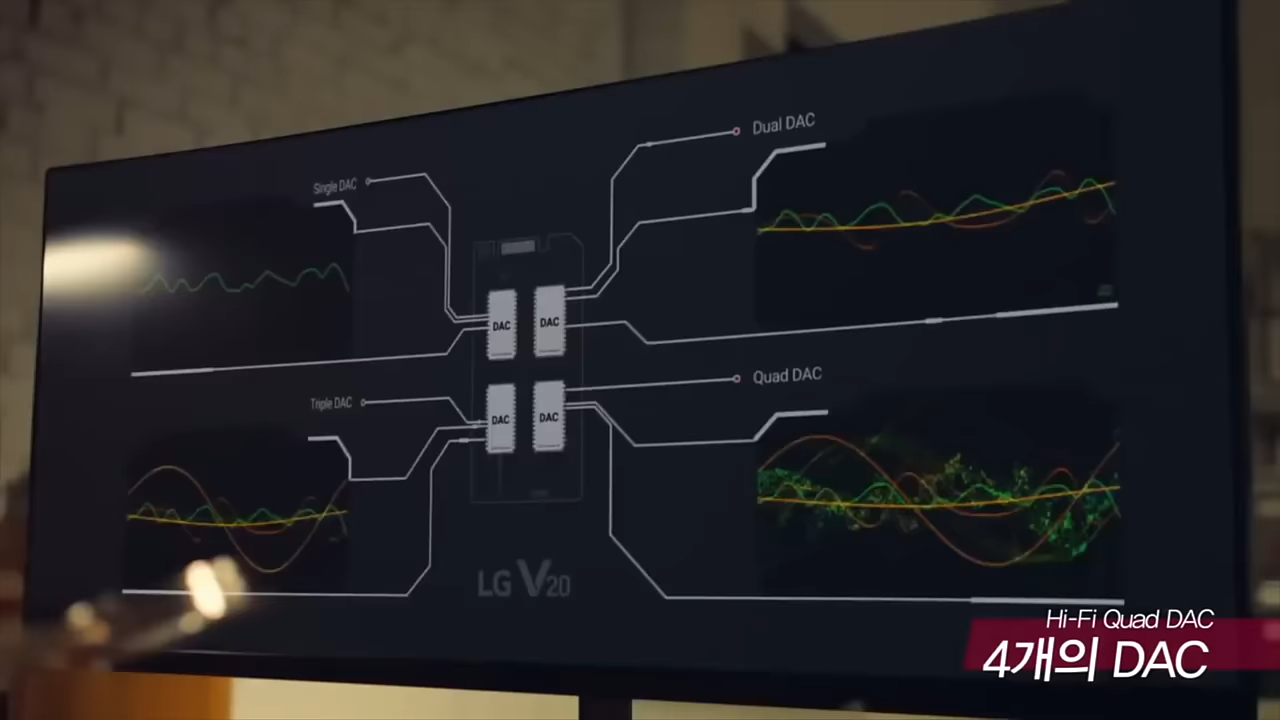 Single DAC
Dual DAC
DAC
DAC
Triple DAC
Quad DAC
DAC
DAC
LG V20
Hi-Fi Quad DAC
4개의 DAC